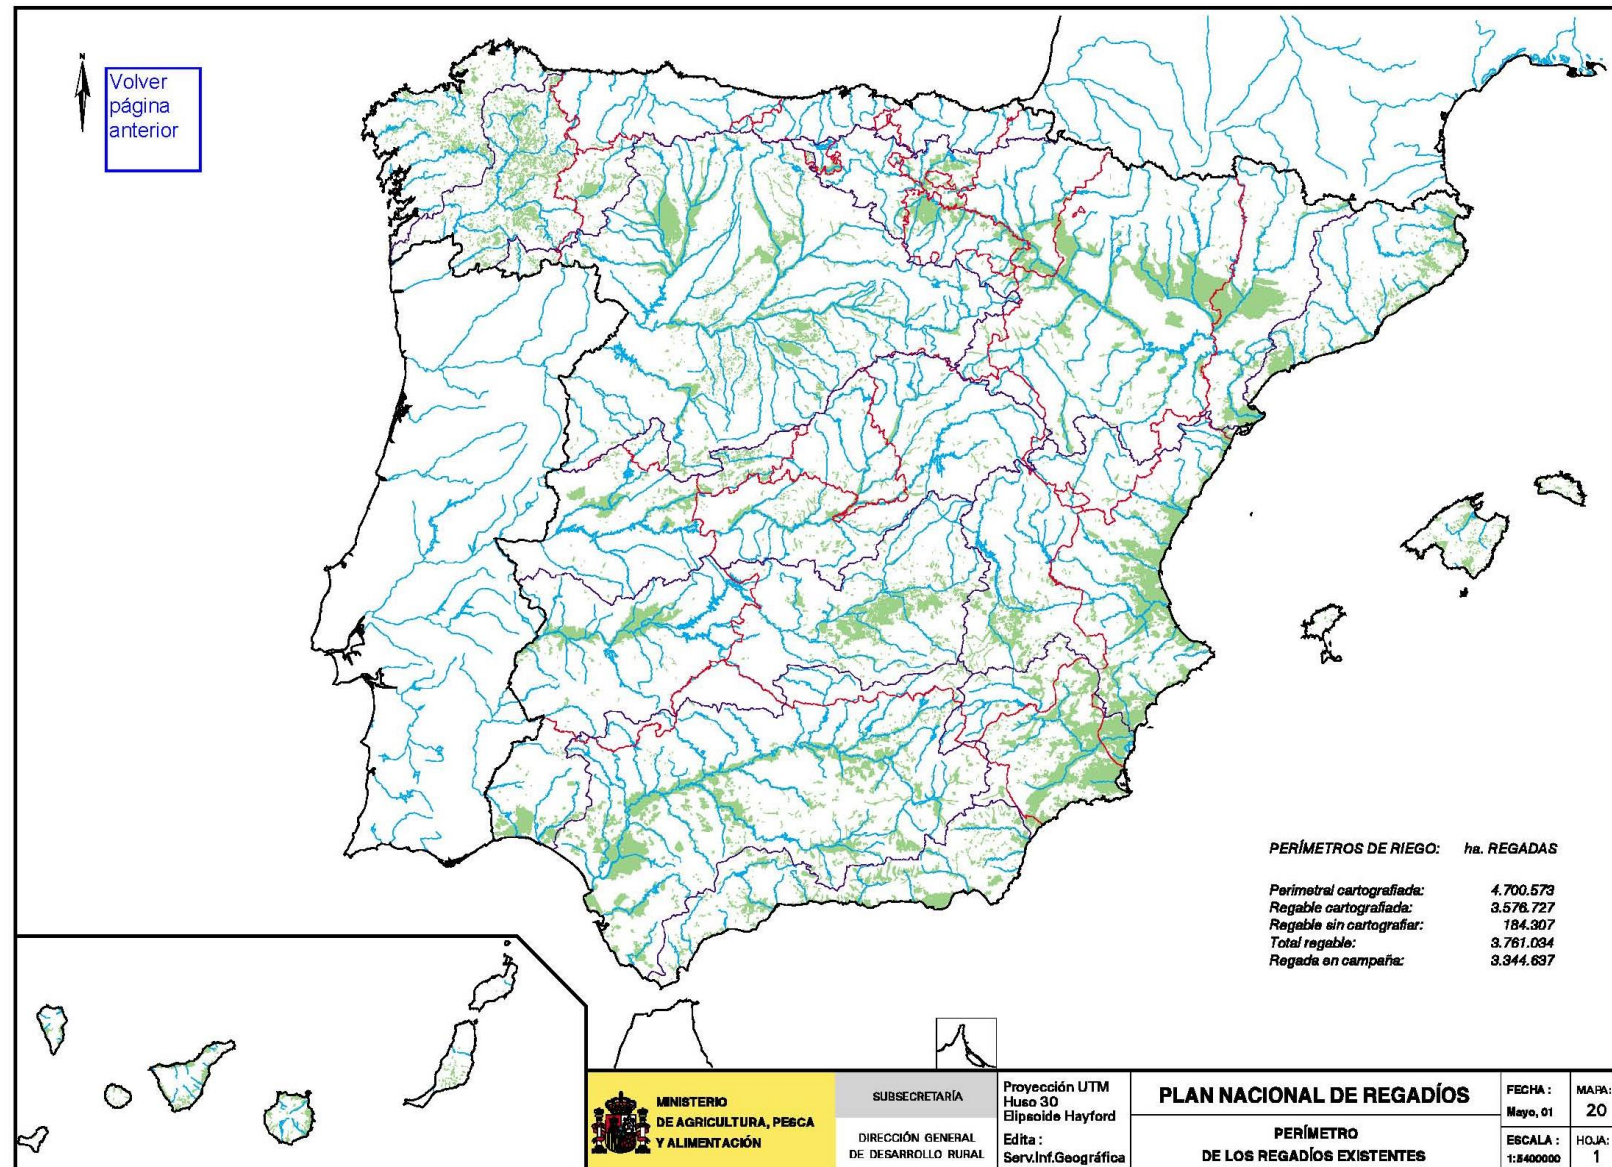 N
Volver
página
anterior
PERÍMETROS DE RIEGO: ha. REGADAS
Perimetral cartografiada: 4.700.573
Regable cartografiada: 3.576.727
Regable sin cartografiar: 184.307
Total regable: 3.761.034
Regada en campaña: 3.344.637
MINISTERIO
DE AGRICULTURA, PESCA
Y ALIMENTACIÓN
SUBSECRETARÍA
DIRECCIÓN GENERAL
DE DESARROLLO RURAL
Proyección UTM
Huso 30
Elipsoide Hayford
Edita :
Serv.Inf.Geográfica
PLAN NACIONAL DE REGADÍOS
PERÍMETRO
DE LOS REGADÍOS EXISTENTES
FECHA :
Mayo, 01
MAPA:
20
ESCALA :
1:5400000
HOJA:
1